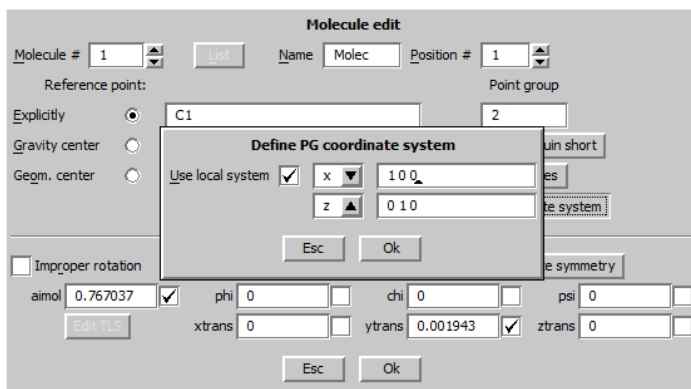 Molecule edit
Molecule # 1 List Name Molec Position # 1
Reference point: Point group
Explicitly C1 2
Gravity center uin short
Define PG coordinate system
Geom. center es
Use local system x 1 0 0
z 0 1 0
te system
Esc Ok
Improper rotation e symmetry
aimol 0.767037 phi 0 chi 0 psi 0
Edit TLS xtrans 0 ytrans 0.001943 ztrans 0
Esc Ok